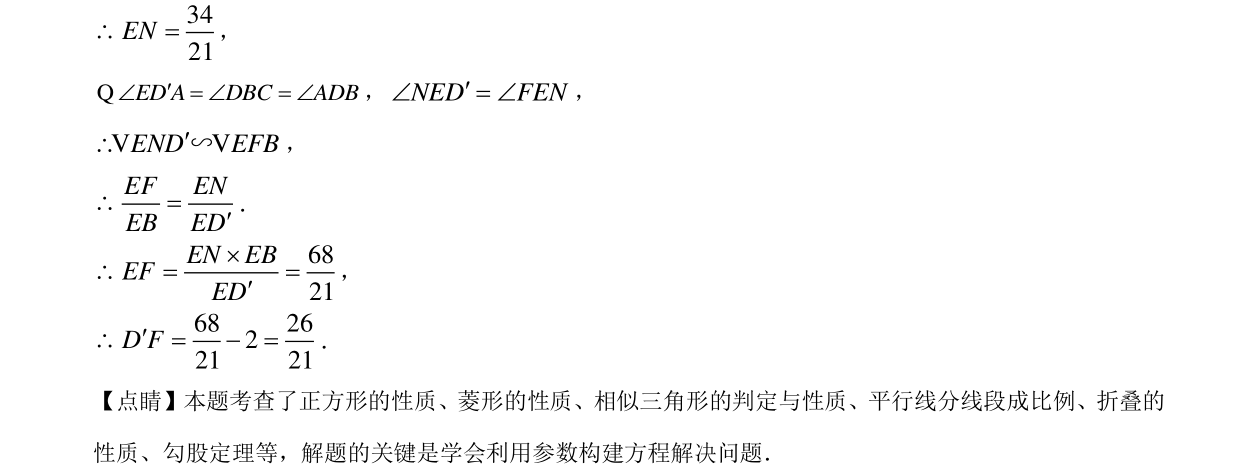 ∴ EN = 34/21，
Q ∠ED′A = ∠DBC = ∠ADB， ∠NED′ = ∠FEN，
∴VEND′∽VEFB，
∴ EF/EB = EN/ED′．
∴ EF = (EN × EB)/ED′ = 68/21，
∴ D′F = 68/21 − 2 = 26/21．
【点睛】本题考查了正方形的性质、菱形的性质、相似三角形的判定与性质、平行线分线段成比例、折叠的
性质、勾股定理等，解题的关键是学会利用参数构建方程解决问题．